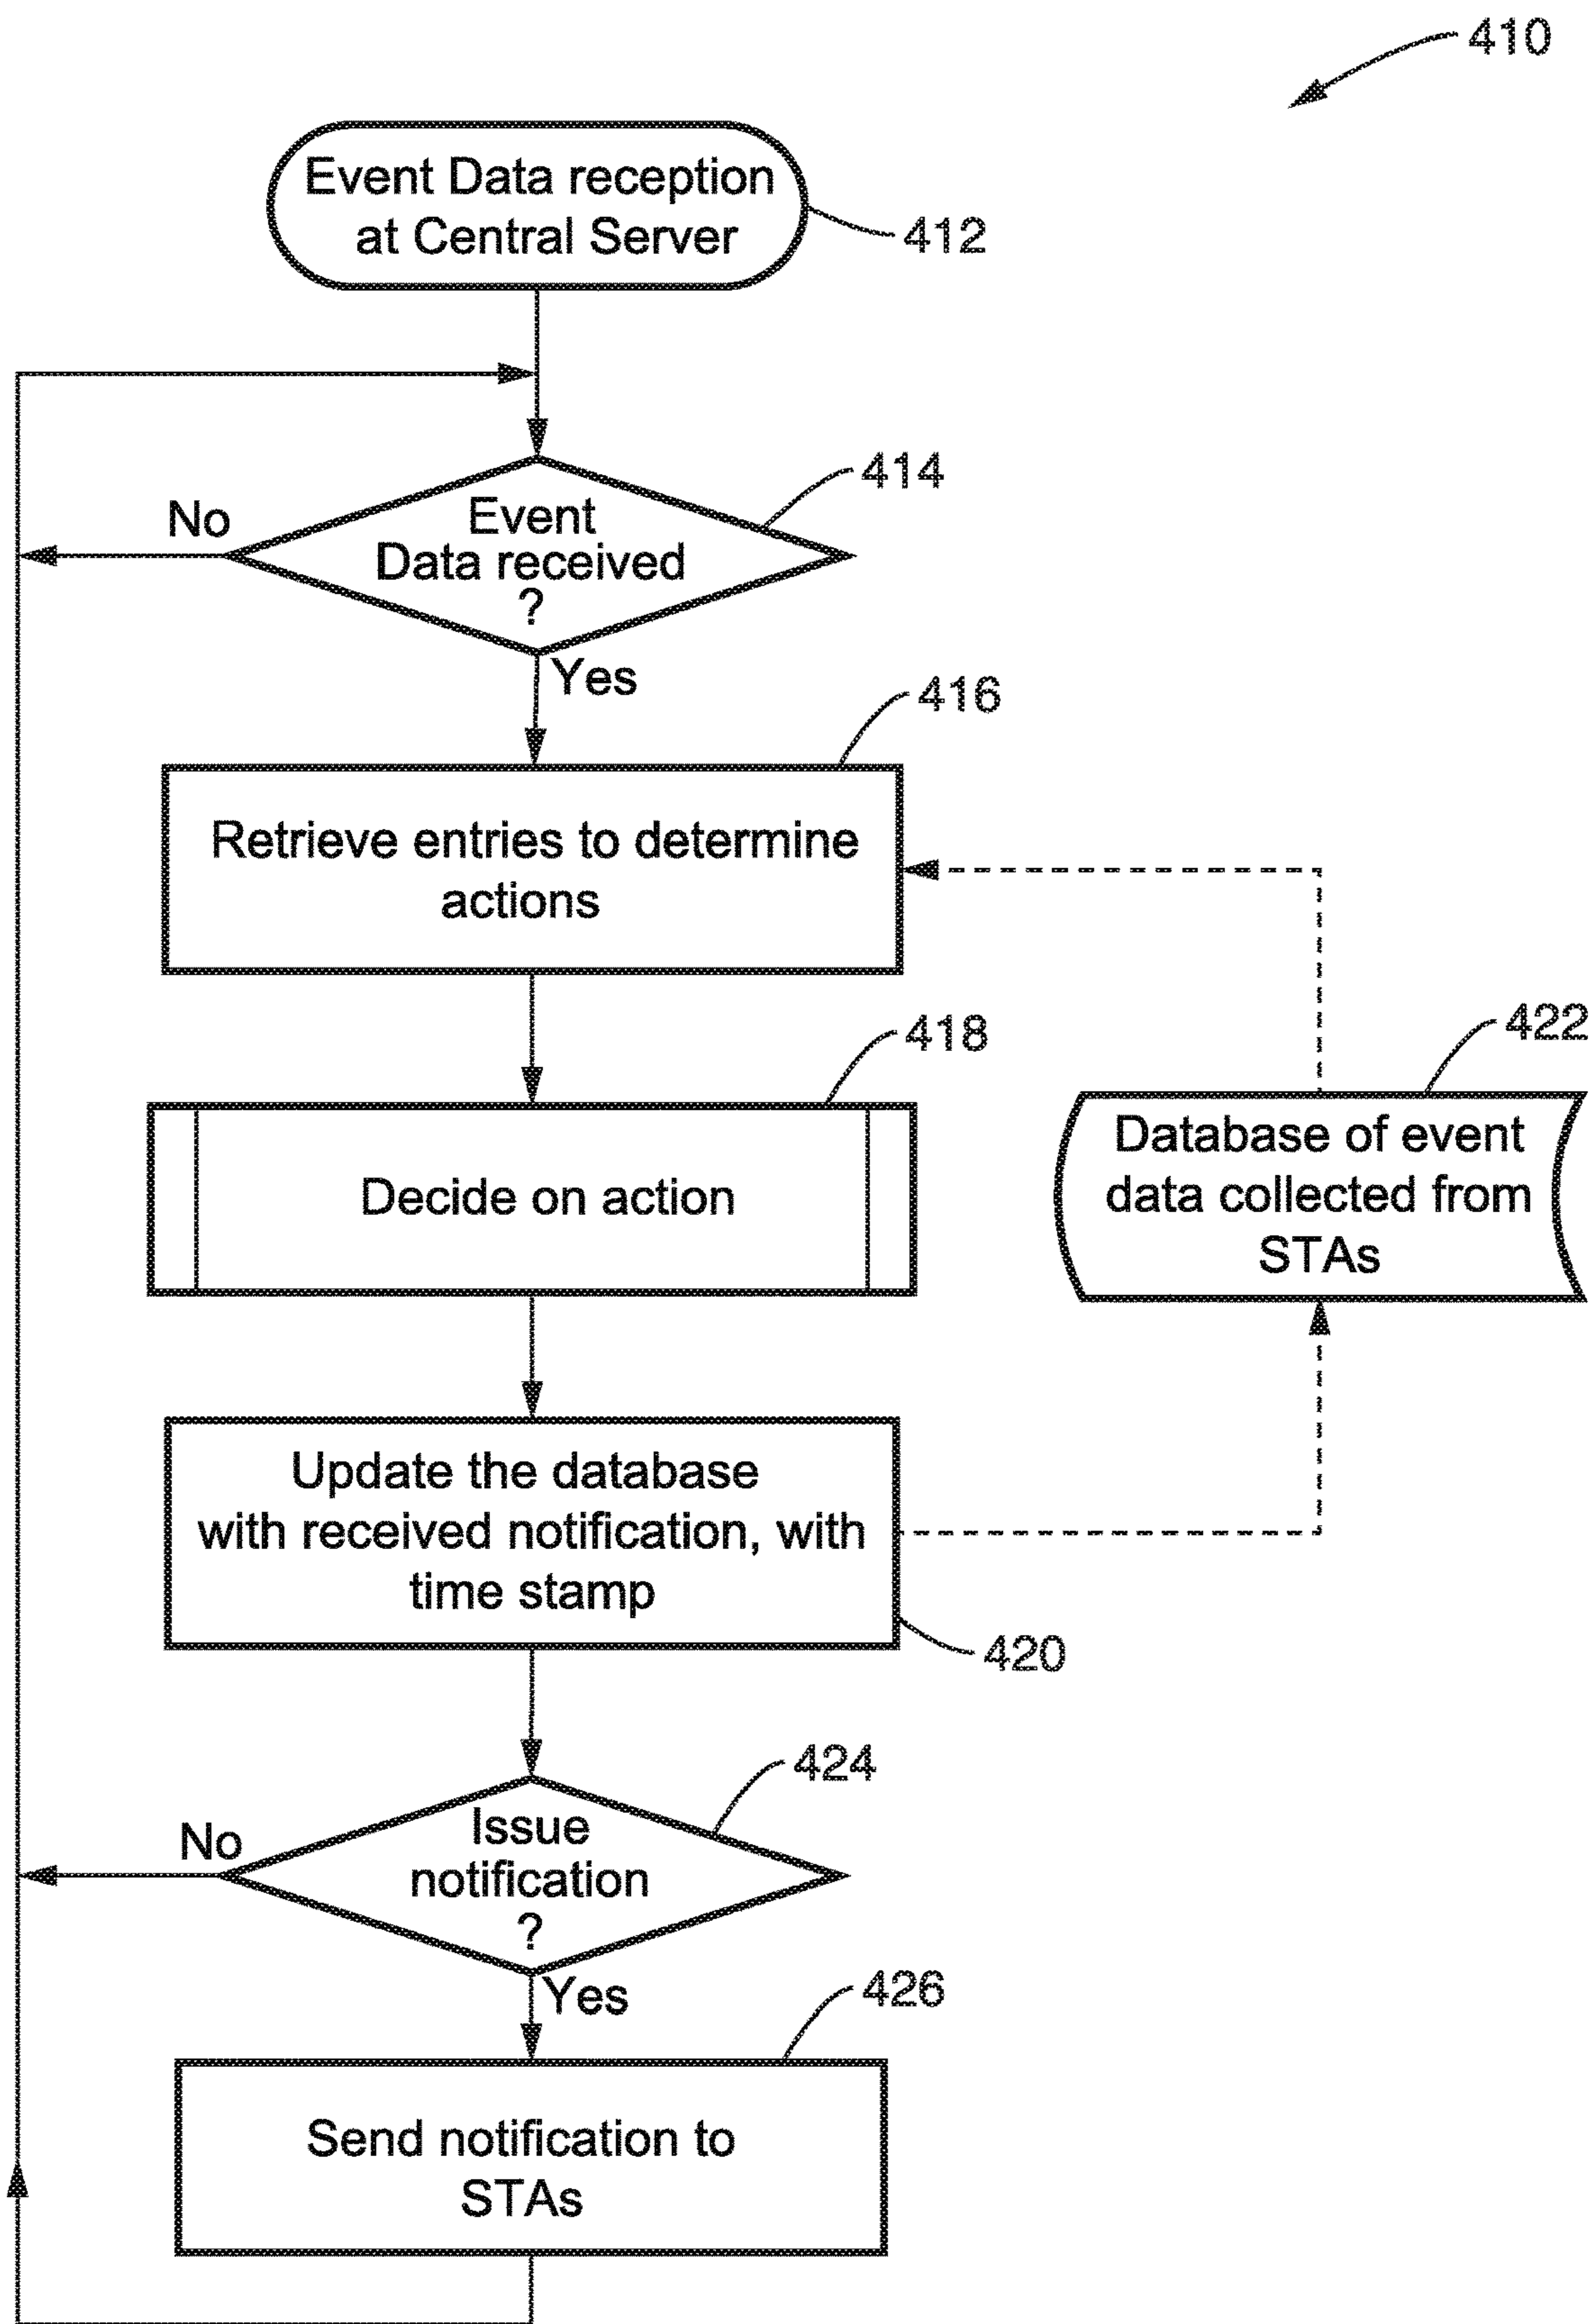 410
Event Data reception
at Central Server
412
414
No
Event
Data received
?
Yes
416
Retrieve entries to determine
actions
418
422
Decide on action
Database of event
data collected from
STAs
Update the database
with received notification, with
time stamp
420
424
No
Issue
notification
?
Yes
426
Send notification to
STAs